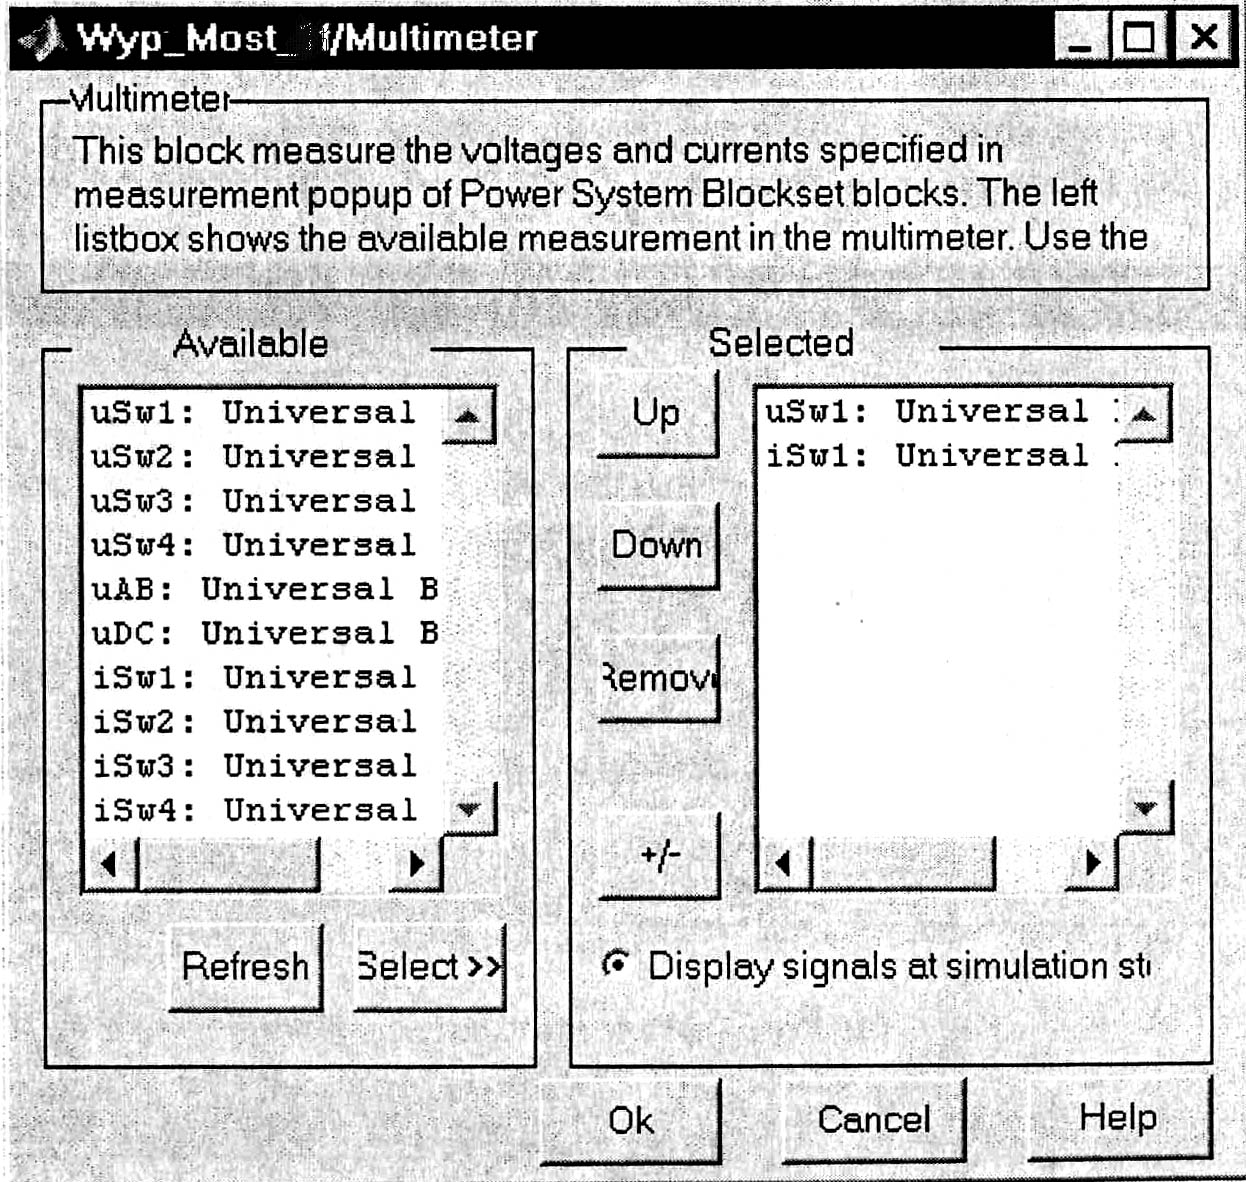 Wyp_Most_1f/Multimeter
Multimeter
This block measure the voltages and currents specified in
measurement popup of Power System Blockset blocks. The left
listbox shows the available measurement in the multimeter. Use the
Available
uSw1: Universal
uSw2: Universal
uSw3: Universal
uSw4: Universal
uAB: Universal B
uDC: Universal B
iSw1: Universal
iSw2: Universal
iSw3: Universal
iSw4: Universal
Refresh
Select >>
Selected
Up
Down
Remove
+/-
uSw1: Universal
iSw1: Universal
Display signals at simulation st
Ok
Cancel
Help